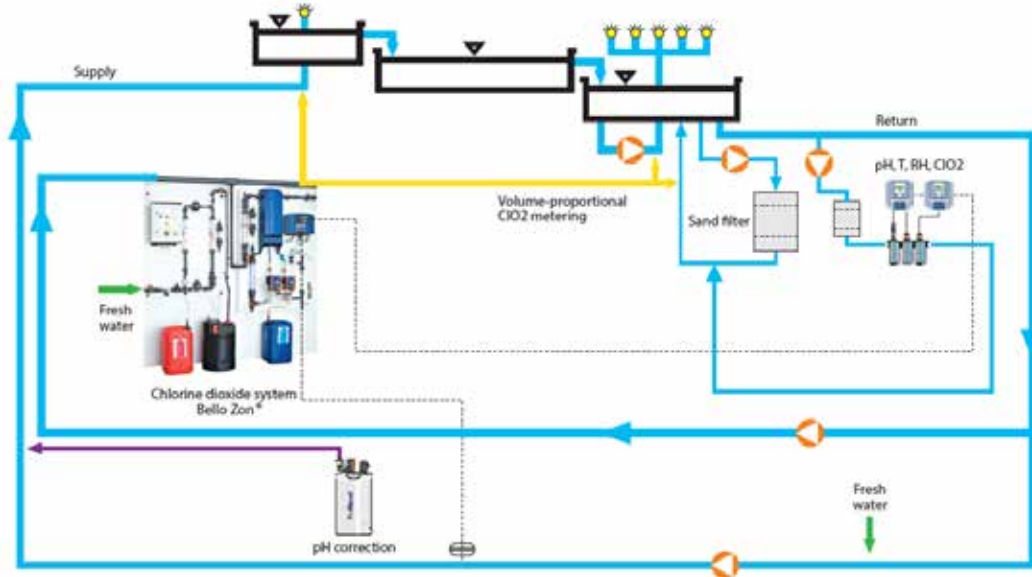 Supply
Return
pH, T, RH, ClO2
Volume-proportional
ClO2 metering
Sand filter
Fresh
water
Chlorine dioxide system
Bello Zon®
Fresh
water
pH correction